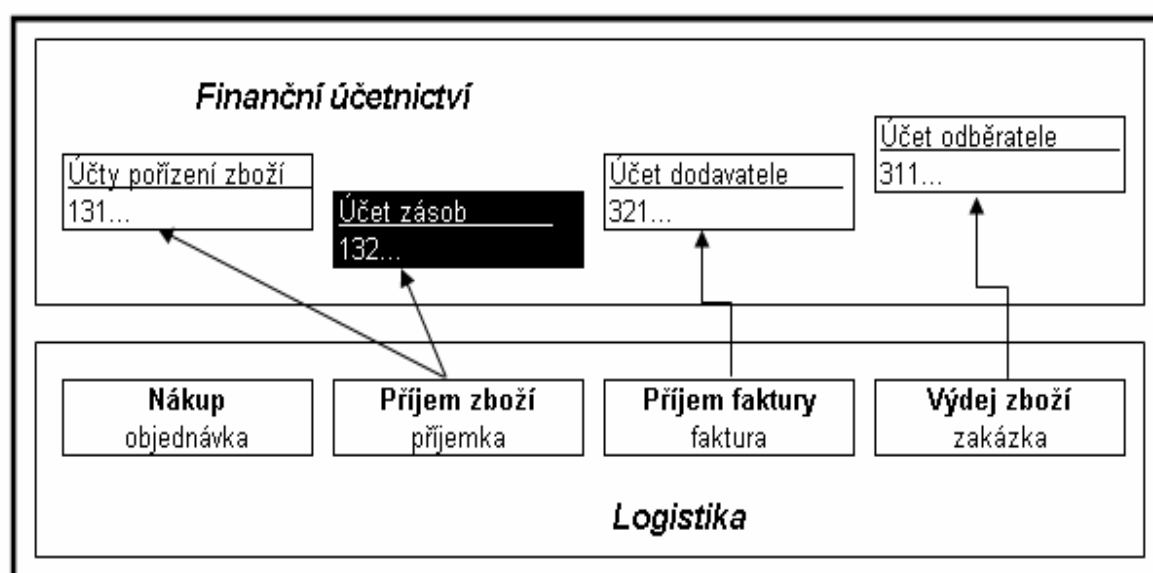 Finanční účetnictví
Účty pořízení zboží
131...
Účet zásob
132...
Účet dodavatele
321...
Účet odběratele
311...
Nákup
objednávka
Příjem zboží
příjemka
Příjem faktury
faktura
Výdej zboží
zakázka
Logistika